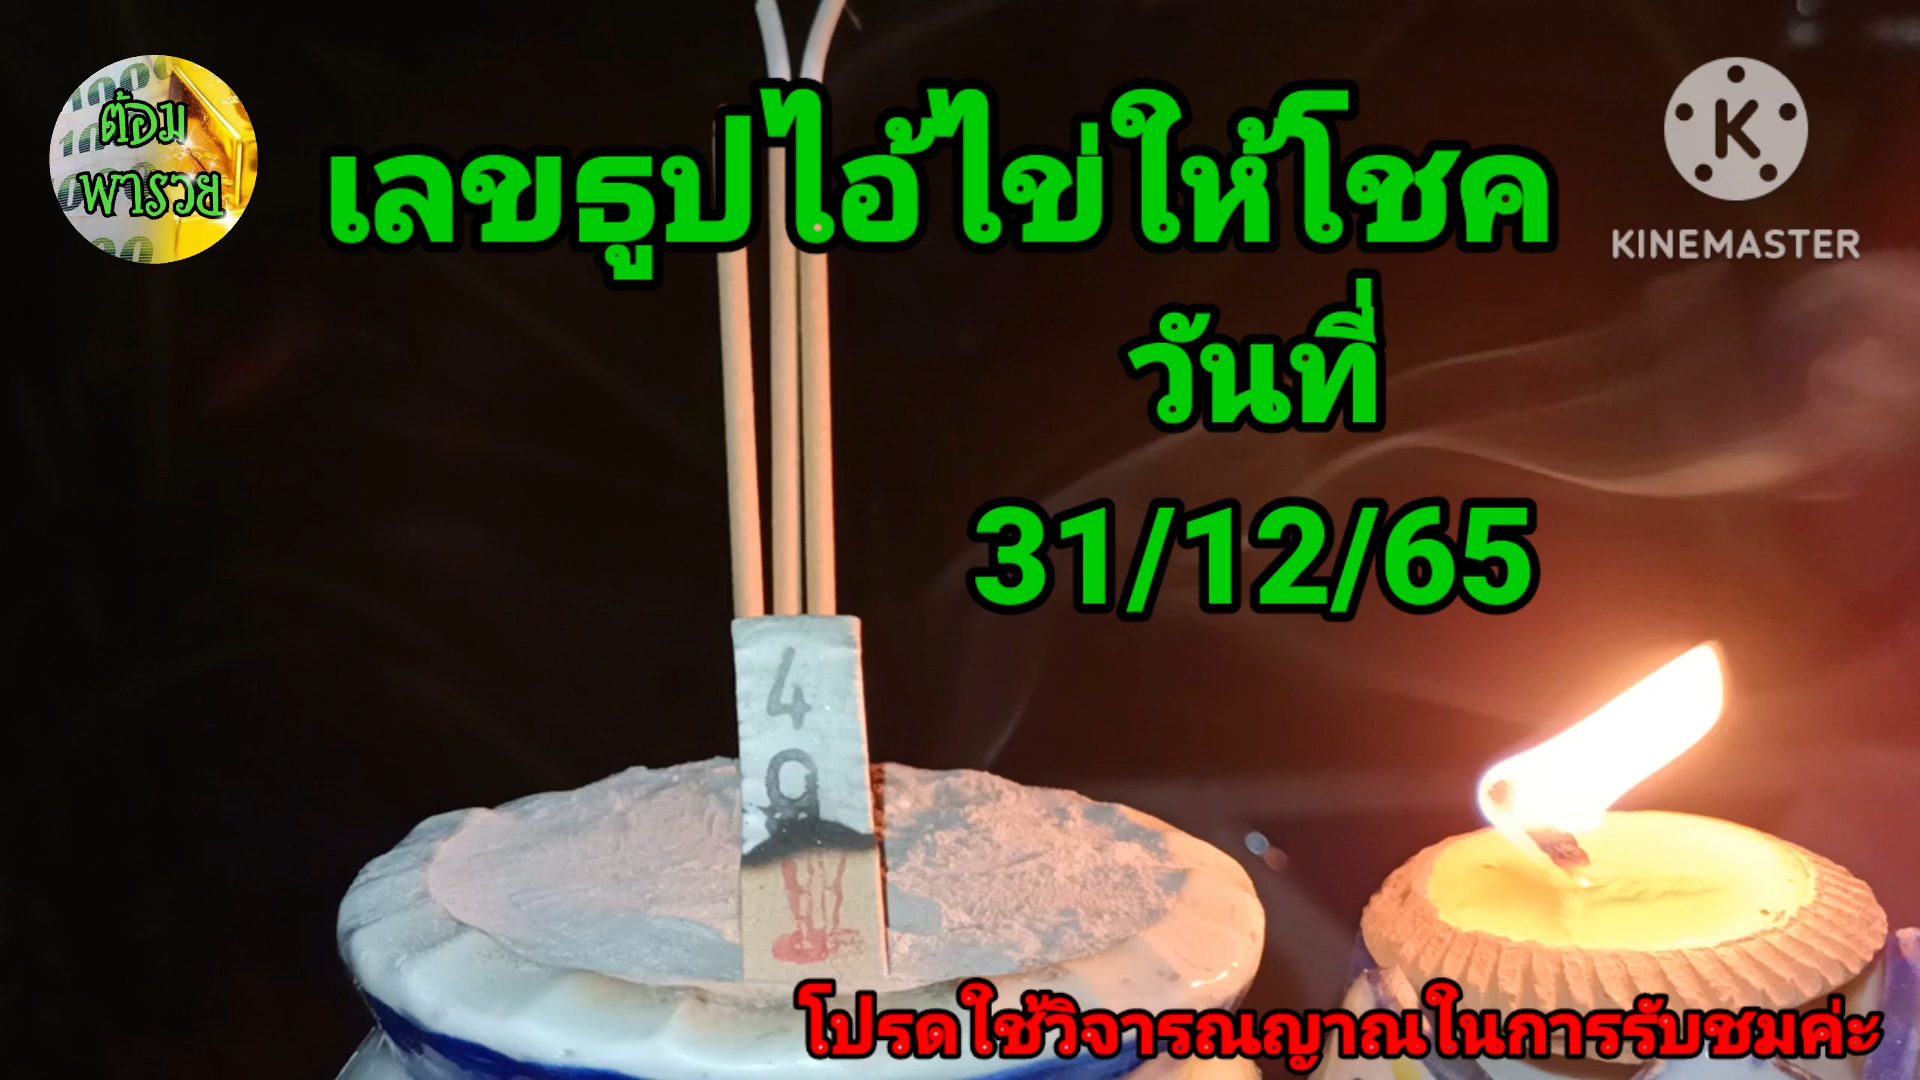 ต้อม
พารวย
เลขธูปไอ้ไข่ให้โชค
K
KINEMASTER
วันที่
31/12/65
4
9
โปรดใช้วิจารณญาณในการรับชมค่ะ